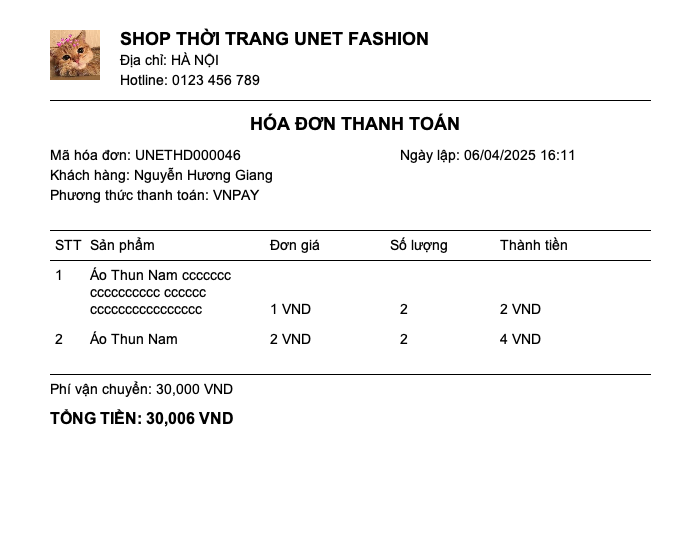 SHOP THỜI TRANG UNET FASHION
Địa chỉ: HÀ NỘI
Hotline: 0123 456 789
HÓA ĐƠN THANH TOÁN
Mã hóa đơn: UNETHD000046 Ngày lập: 06/04/2025 16:11
Khách hàng: Nguyễn Hương Giang
Phương thức thanh toán: VNPAY
STT Sản phẩm Đơn giá Số lượng Thành tiền
1 Áo Thun Nam ccccccc
cccccccccc cccccc
cccccccccccccccc 1 VND 2 2 VND
2 Áo Thun Nam 2 VND 2 4 VND
Phí vận chuyển: 30,000 VND
TỔNG TIỀN: 30,006 VND